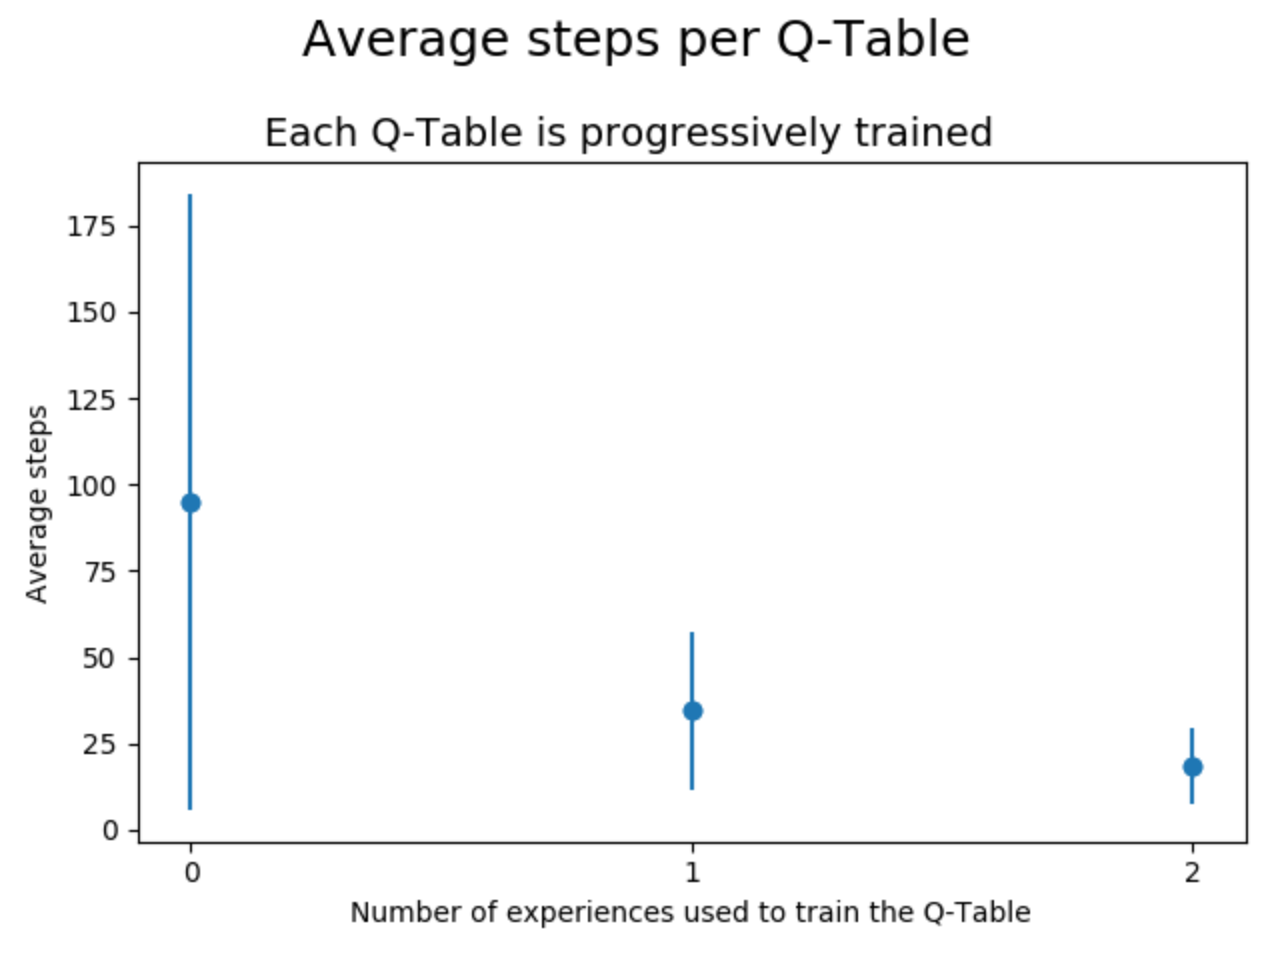 Average steps per Q-Table
Each Q-Table is progressively trained
175
150
125
100
75
50
25
0
Average steps
0 1 2
Number of experiences used to train the Q-Table